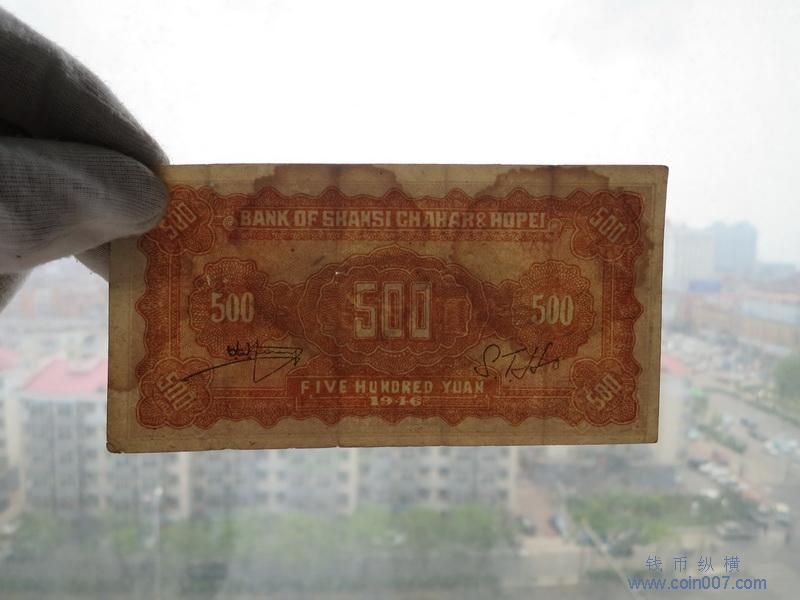 500 500
BANK OF SHANSI CHAHAR & HOPEI
500 500 500
S T Hoo
FIVE HUNDRED YUAN
500 500
1946
钱币纵横
www.coin007.com